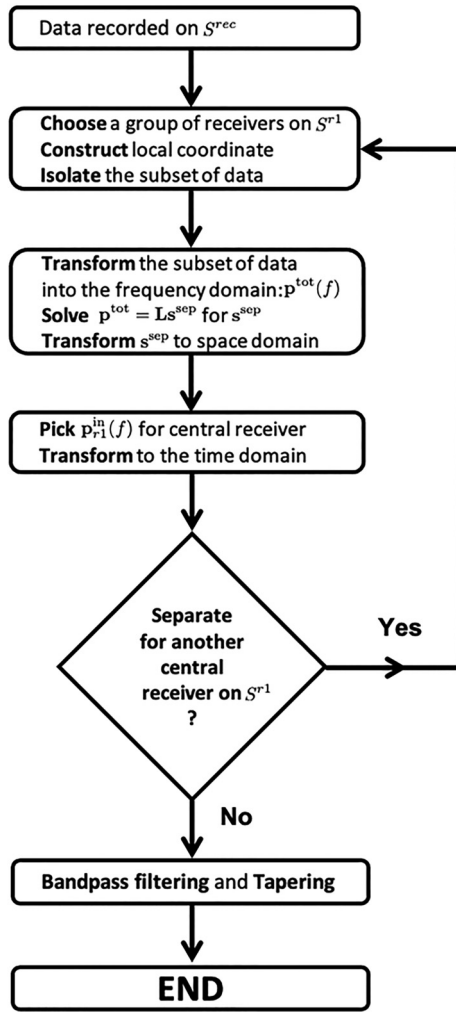 Data recorded on S^{rec}
Choose a group of receivers on S^{r1}
Construct local coordinate
Isolate the subset of data
Transform the subset of data
into the frequency domain:p^{tot}(f)
Solve p^{tot} = Ls^{sep} for s^{sep}
Transform s^{sep} to space domain
Pick p_{r1}^{in}(f) for central receiver
Transform to the time domain
Separate
for another
central
receiver on S^{r1}
?
Yes
No
Bandpass filtering and Tapering
END